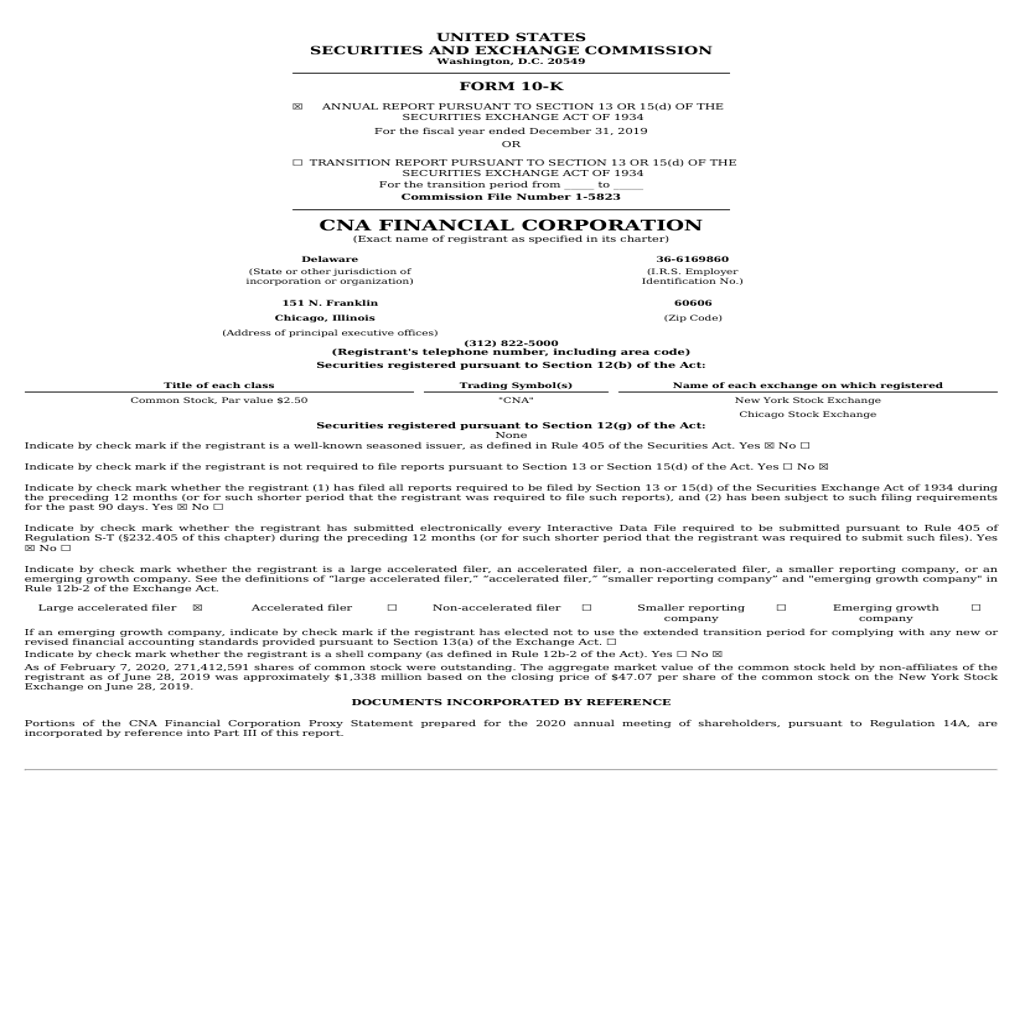 UNITED STATES
SECURITIES AND EXCHANGE COMMISSION
Washington, D.C. 20549
FORM 10-K
☒ ANNUAL REPORT PURSUANT TO SECTION 13 OR 15(d) OF THE
SECURITIES EXCHANGE ACT OF 1934
For the fiscal year ended December 31, 2019
OR
☐ TRANSITION REPORT PURSUANT TO SECTION 13 OR 15(d) OF THE
SECURITIES EXCHANGE ACT OF 1934
For the transition period from _____ to _____
Commission File Number 1-5823
CNA FINANCIAL CORPORATION
(Exact name of registrant as specified in its charter)
Delaware 36-6169860
(State or other jurisdiction of (I.R.S. Employer
incorporation or organization) Identification No.)
151 N. Franklin 60606
Chicago, Illinois (Zip Code)
(Address of principal executive offices)
(312) 822-5000
(Registrant's telephone number, including area code)
Securities registered pursuant to Section 12(b) of the Act:
Title of each class Trading Symbol(s) Name of each exchange on which registered
Common Stock, Par value $2.50 "CNA" New York Stock Exchange
Chicago Stock Exchange
Securities registered pursuant to Section 12(g) of the Act:
None
Indicate by check mark if the registrant is a well-known seasoned issuer, as defined in Rule 405 of the Securities Act. Yes ☒ No ☐
Indicate by check mark if the registrant is not required to file reports pursuant to Section 13 or Section 15(d) of the Act. Yes ☐ No ☒
Indicate by check mark whether the registrant (1) has filed all reports required to be filed by Section 13 or 15(d) of the Securities Exchange Act of 1934 during
the preceding 12 months (or for such shorter period that the registrant was required to file such reports), and (2) has been subject to such filing requirements
for the past 90 days. Yes ☒ No ☐
Indicate by check mark whether the registrant has submitted electronically every Interactive Data File required to be submitted pursuant to Rule 405 of
Regulation S-T (§232.405 of this chapter) during the preceding 12 months (or for such shorter period that the registrant was required to submit such files). Yes
☒ No ☐
Indicate by check mark whether the registrant is a large accelerated filer, an accelerated filer, a non-accelerated filer, a smaller reporting company, or an
emerging growth company. See the definitions of “large accelerated filer,” “accelerated filer,” “smaller reporting company” and "emerging growth company" in
Rule 12b-2 of the Exchange Act.
Large accelerated filer ☒ Accelerated filer ☐ Non-accelerated filer ☐ Smaller reporting ☐ Emerging growth ☐
company company
If an emerging growth company, indicate by check mark if the registrant has elected not to use the extended transition period for complying with any new or
revised financial accounting standards provided pursuant to Section 13(a) of the Exchange Act. ☐
Indicate by check mark whether the registrant is a shell company (as defined in Rule 12b-2 of the Act). Yes ☐ No ☒
As of February 7, 2020, 271,412,591 shares of common stock were outstanding. The aggregate market value of the common stock held by non-affiliates of the
registrant as of June 28, 2019 was approximately $1,338 million based on the closing price of $47.07 per share of the common stock on the New York Stock
Exchange on June 28, 2019.
DOCUMENTS INCORPORATED BY REFERENCE
Portions of the CNA Financial Corporation Proxy Statement prepared for the 2020 annual meeting of shareholders, pursuant to Regulation 14A, are
incorporated by reference into Part III of this report.